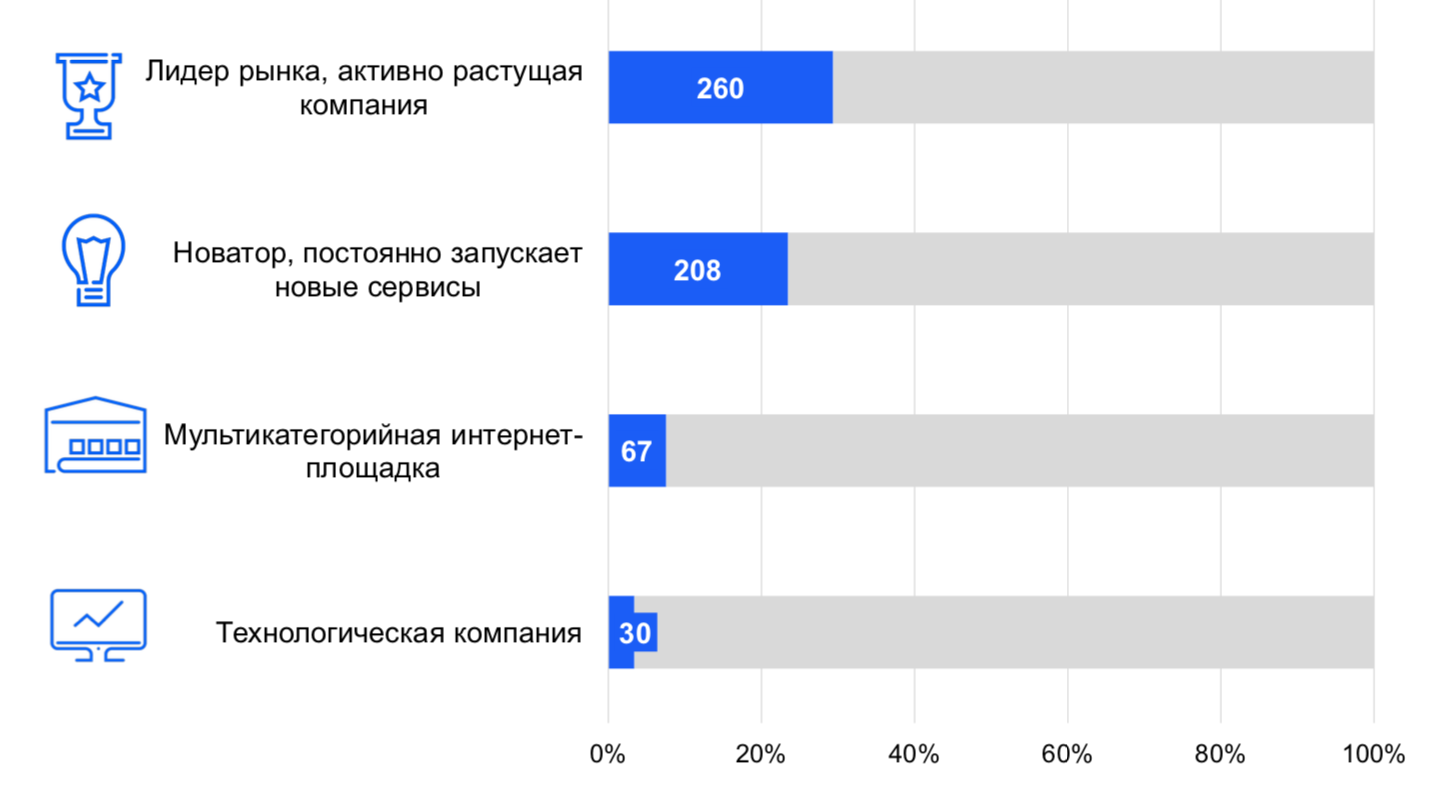 Лидер рынка, активно растущая
компания
260
Новатор, постоянно запускает
новые сервисы
208
Мультикатегорийная интернет-
площадка
67
Технологическая компания
30
0% 20% 40% 60% 80% 100%